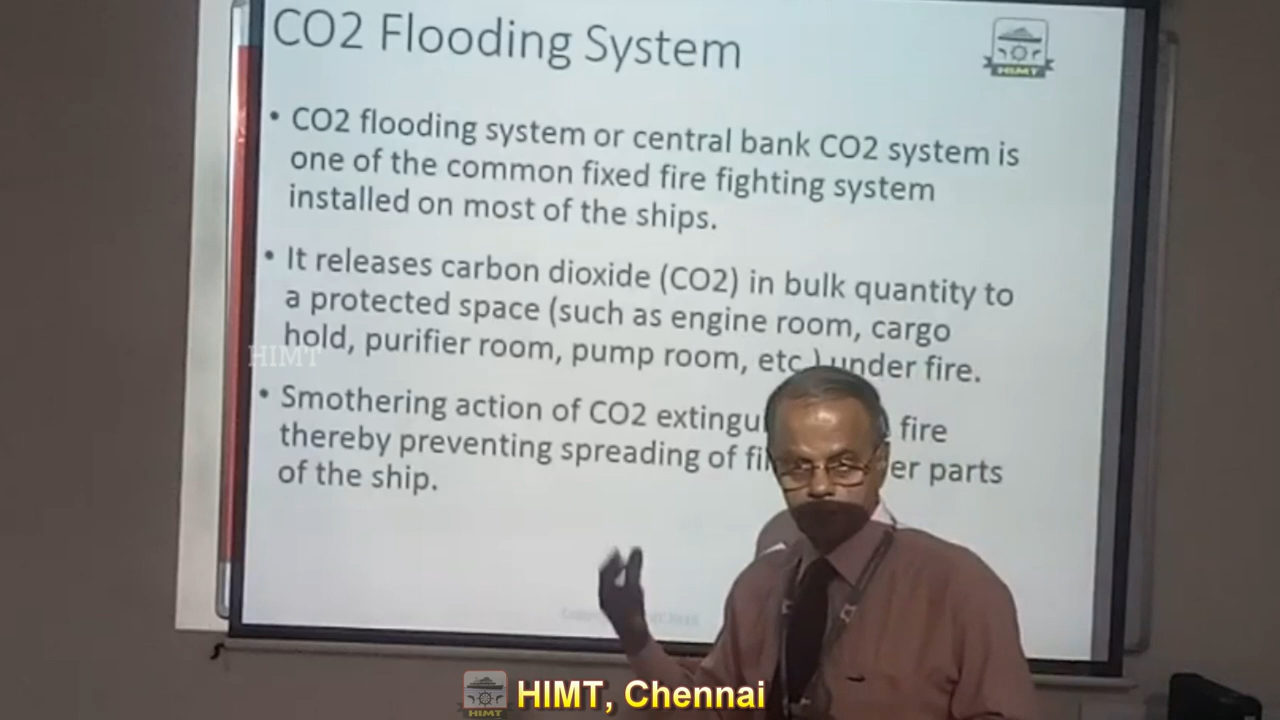 CO2 Flooding System
HIMT
• CO2 flooding system or central bank CO2 system is
one of the common fixed fire fighting system
installed on most of the ships.
• It releases carbon dioxide (CO2) in bulk quantity to
a protected space (such as engine room, cargo
hold, purifier room, pump room, etc.) under fire.
HIMT
• Smothering action of CO2 fire
thereby preventing spreading of parts
of the ship.
HIMT
HIMT, Chennai